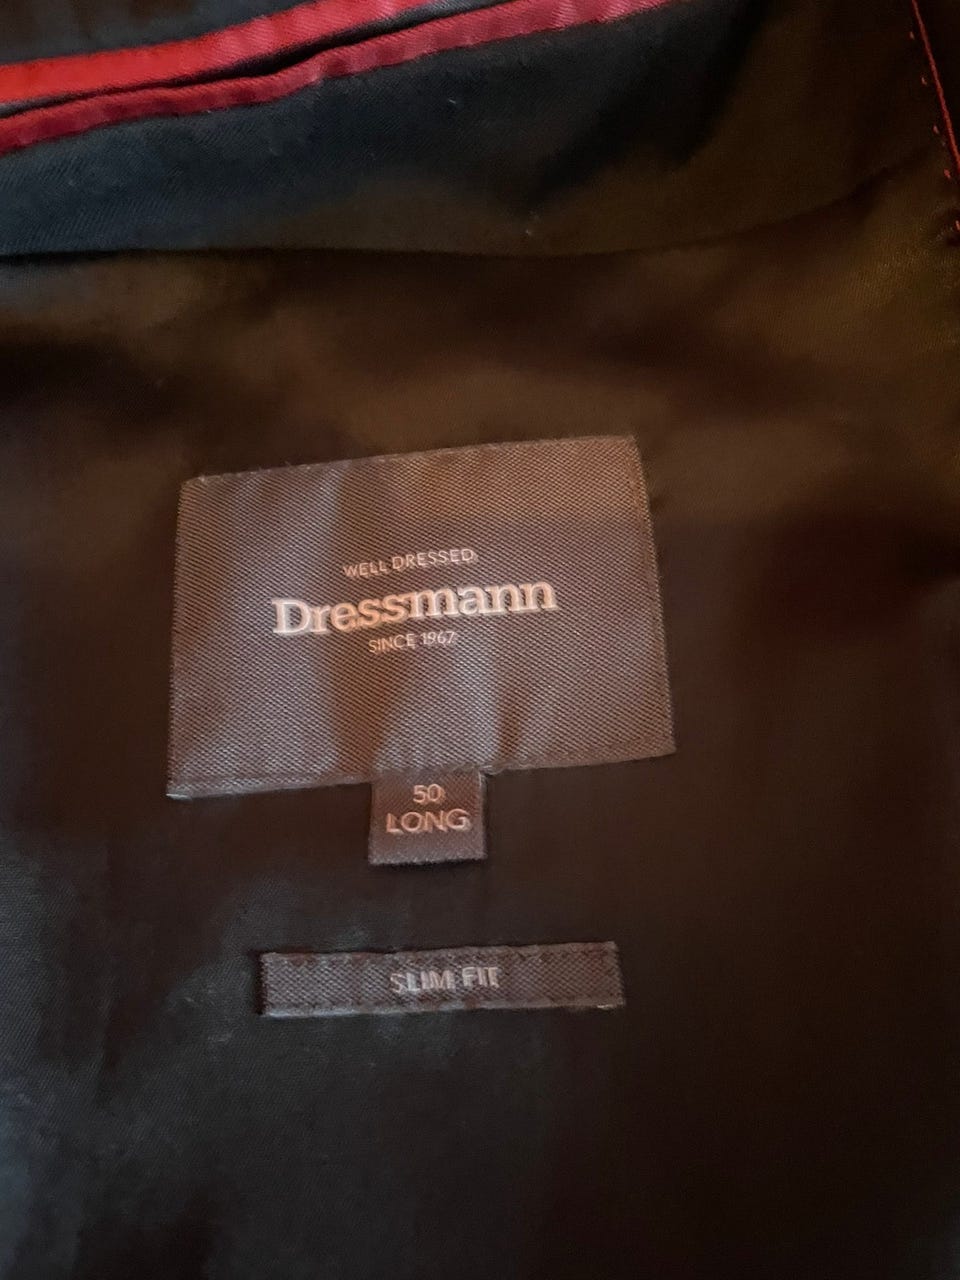 WELL DRESSED
Dressmann
SINCE 1967
50
LONG
SLIM FIT